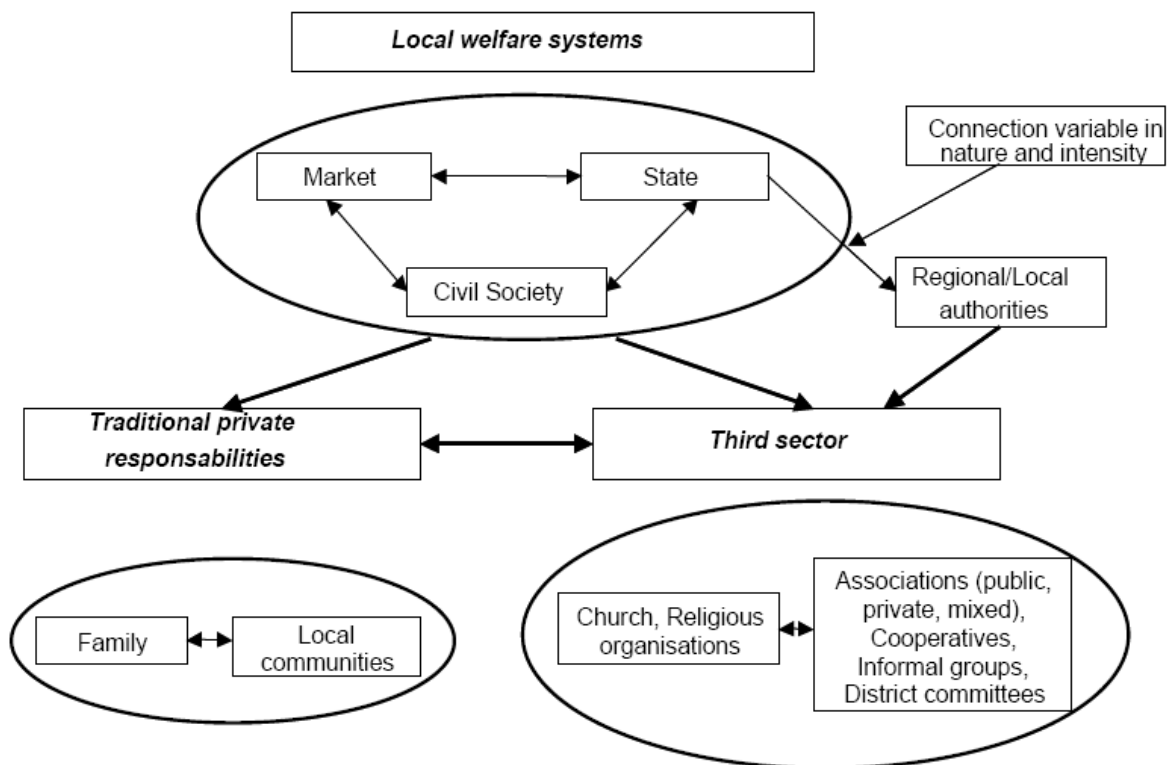 Local welfare systems
Connection variable in
nature and intensity
Market
State
Civil Society
Regional/Local
authorities
Traditional private
responsabilities
Third sector
Family
Local
communities
Church, Religious
organisations
Associations (public,
private, mixed),
Cooperatives,
Informal groups,
District committees